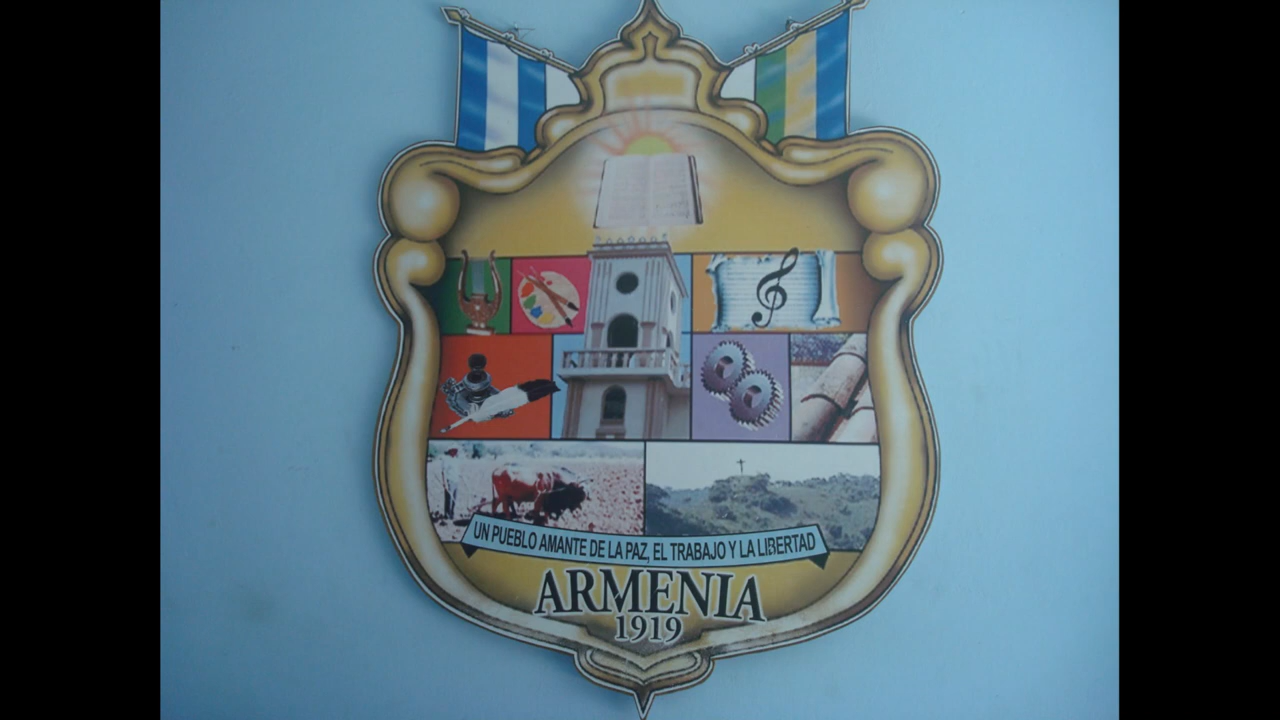 UN PUEBLO AMANTE DE LA PAZ, EL TRABAJO Y LA LIBERTAD
ARMENIA
1919